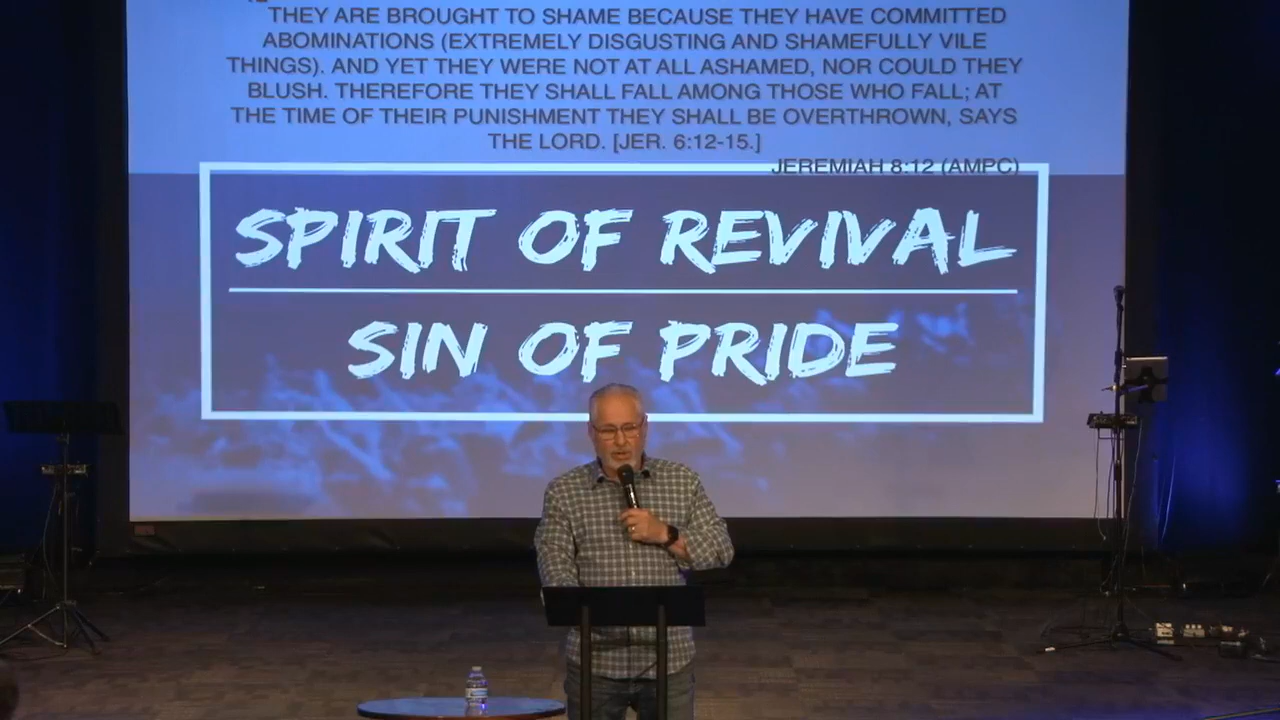 12
THEY ARE BROUGHT TO SHAME BECAUSE THEY HAVE COMMITTED
ABOMINATIONS (EXTREMELY DISGUSTING AND SHAMEFULLY VILE
THINGS). AND YET THEY WERE NOT AT ALL ASHAMED, NOR COULD THEY
BLUSH. THEREFORE THEY SHALL FALL AMONG THOSE WHO FALL; AT
THE TIME OF THEIR PUNISHMENT THEY SHALL BE OVERTHROWN, SAYS
THE LORD. [JER. 6:12-15.]
JEREMIAH 8:12 (AMPC)
SPIRIT OF REVIVAL
SIN OF PRIDE